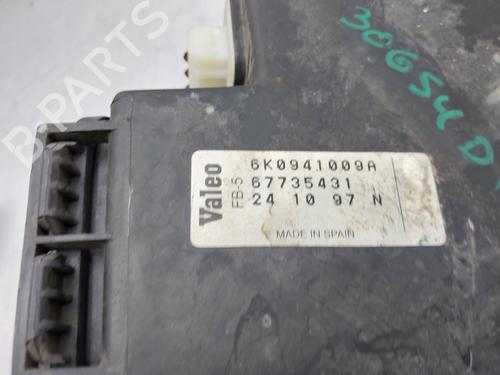 B-PARTS
30654 D
Valeo
FB-5
6K0941009A
67735431
24 10 97 N
MADE IN SPAIN